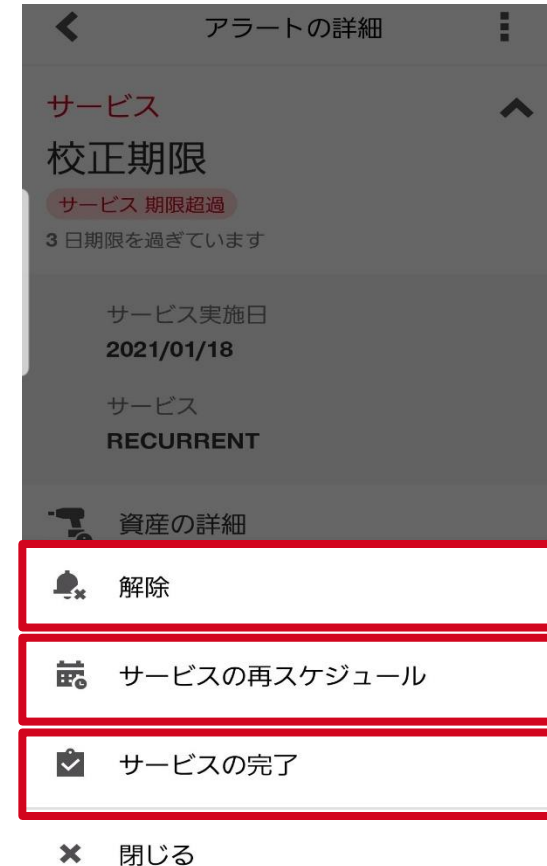 アラートの詳細
サービス
校正期限
サービス 期限超過
3 日期限を過ぎています
サービス実施日
2021/01/18
サービス
RECURRENT
資産の詳細
解除
サービスの再スケジュール
サービスの完了
閉じる